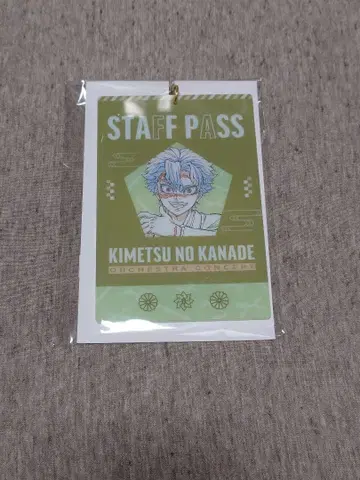 STAFF PASS
KIMETSU NO KANADE
ORCHESTRA CONCERT